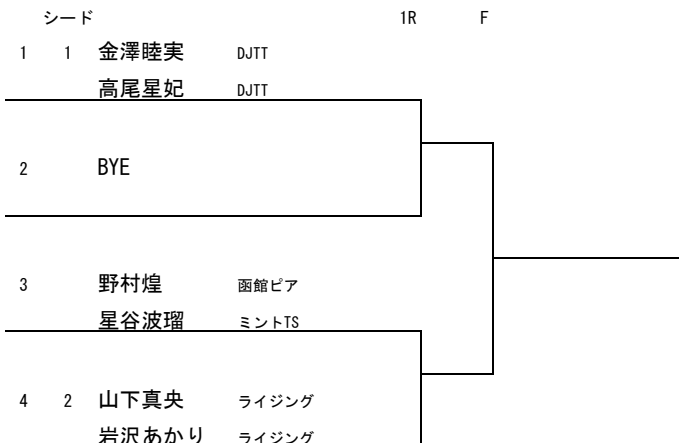 シード 1R F
1 1 金澤睦実 DJTT
高尾星妃 DJTT
2 BYE
3 野村煌 函館ピア
星谷波瑠 ミントTS
4 2 山下真央 ライジング
岩沢あかり ライジング